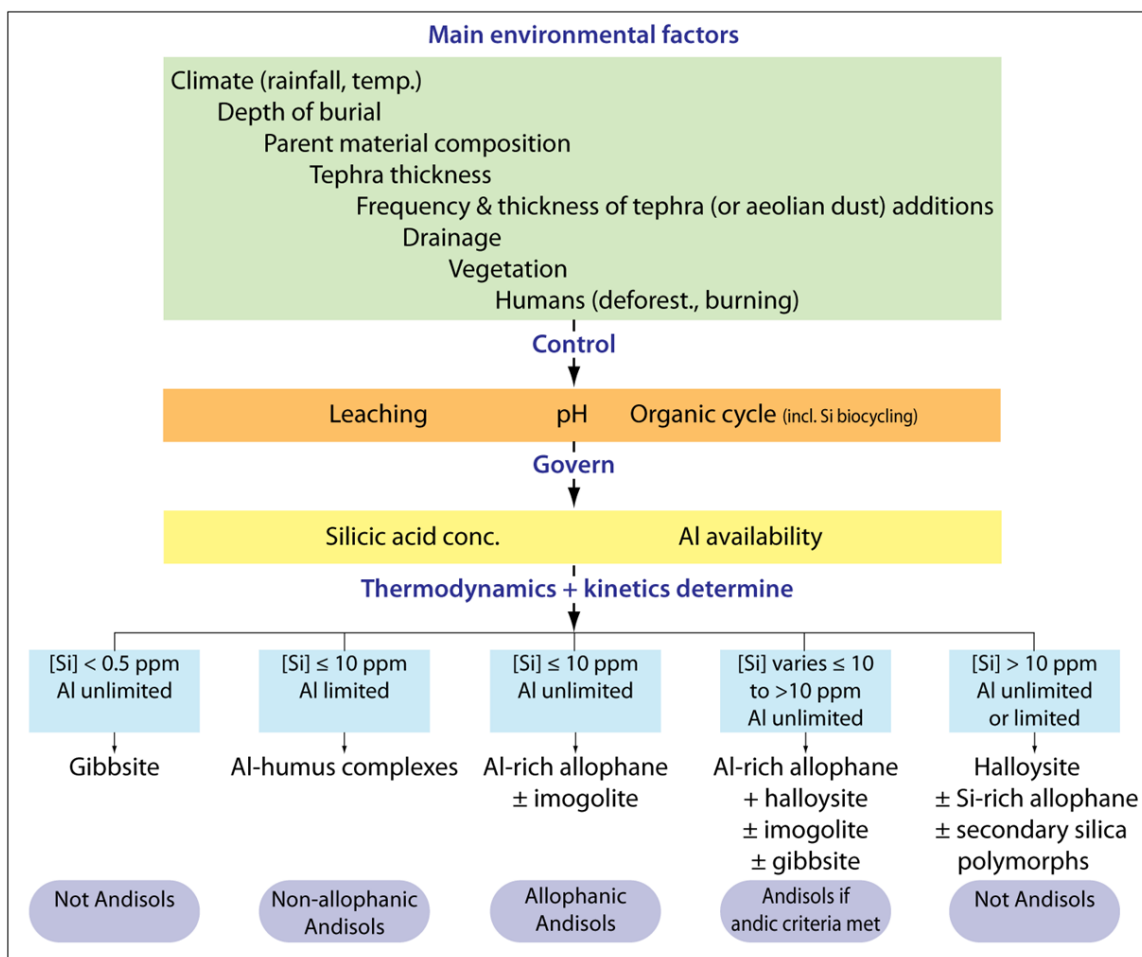 Main environmental factors
Climate (rainfall, temp.)
Depth of burial
Parent material composition
Tephra thickness
Frequency & thickness of tephra (or aeolian dust) additions
Drainage
Vegetation
Humans (deforest., burning)
Control
Leaching pH Organic cycle (incl. Si biocycling)
Govern
Silicic acid conc. Al availability
Thermodynamics + kinetics determine
[Si] < 0.5 ppm
Al unlimited
Gibbsite
Not Andisols
[Si] ≤ 10 ppm
Al limited
Al-humus complexes
Non-allophanic
Andisols
[Si] ≤ 10 ppm
Al unlimited
Al-rich allophane
± imogolite
Allophanic
Andisols
[Si] varies ≤ 10
to >10 ppm
Al unlimited
Al-rich allophane
+ halloysite
± imogolite
± gibbsite
Andisols if
andic criteria met
[Si] > 10 ppm
Al unlimited
or limited
Halloysite
± Si-rich allophane
± secondary silica
polymorphs
Not Andisols